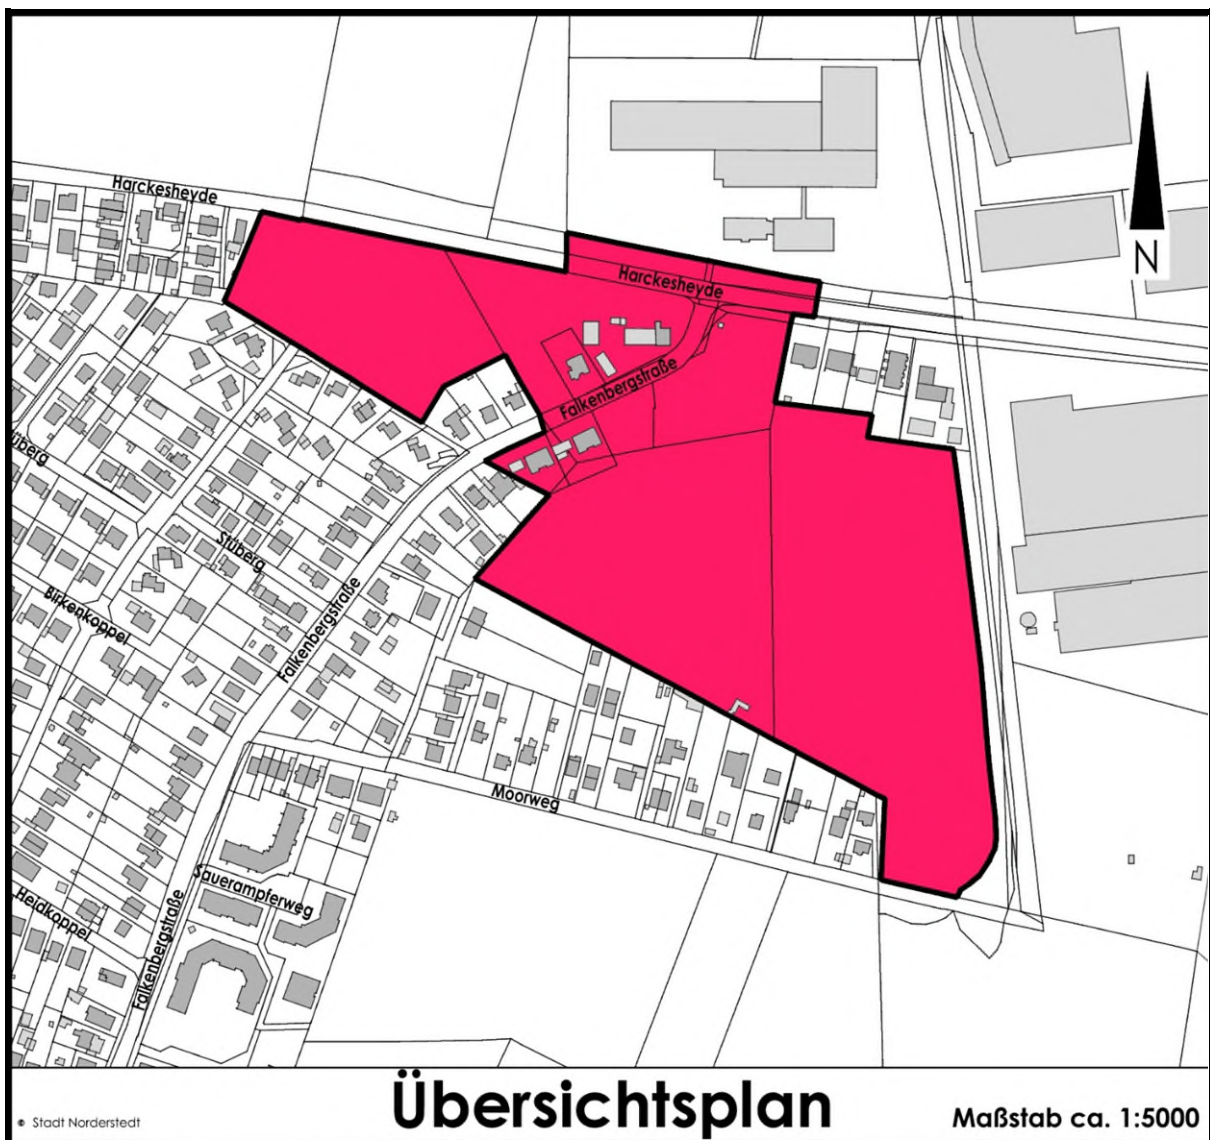 Harckesheyde
Harckesheyde
N
Falkenbergstraße
Stüberg
Birkenkoppel
Falkenbergstraße
Moorweg
Sauerampferweg
Heidkoppel
Falkenbergstraße
Übersichtsplan
© Stadt Norderstedt
Maßstab ca. 1:5000